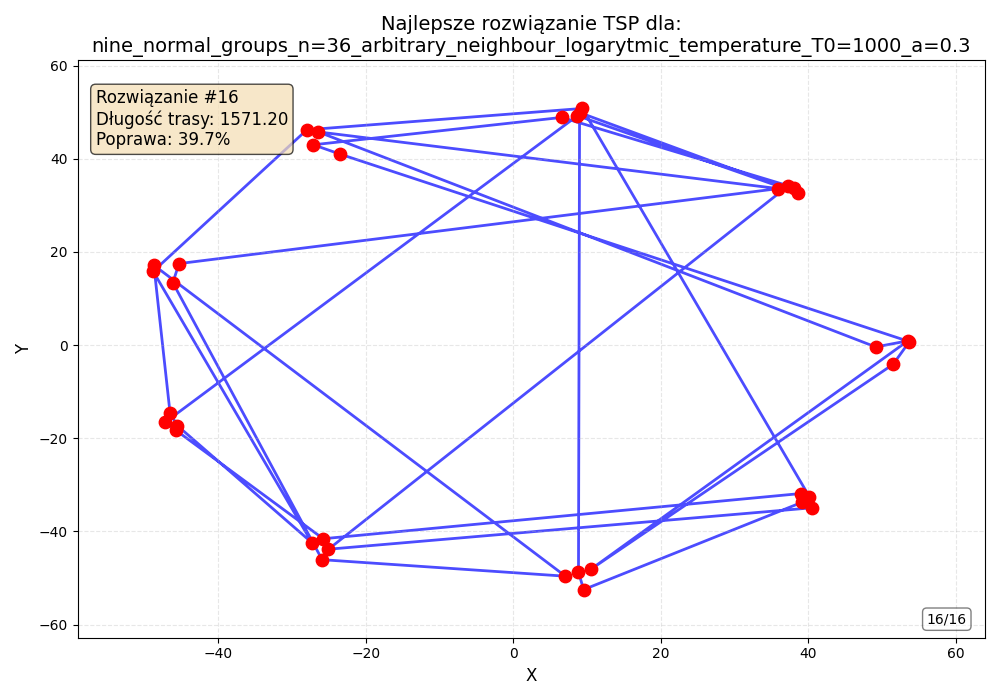 Najlepsze rozwiązanie TSP dla:
nine_normal_groups_n=36_arbitrary_neighbour_logarytmic_temperature_T0=1000_a=0.3
Rozwiązanie #16
Długość trasy: 1571.20
Poprawa: 39.7%
60
40
20
0
−20
−40
−60
Y
16/16
−40
−20
0
20
40
60
X